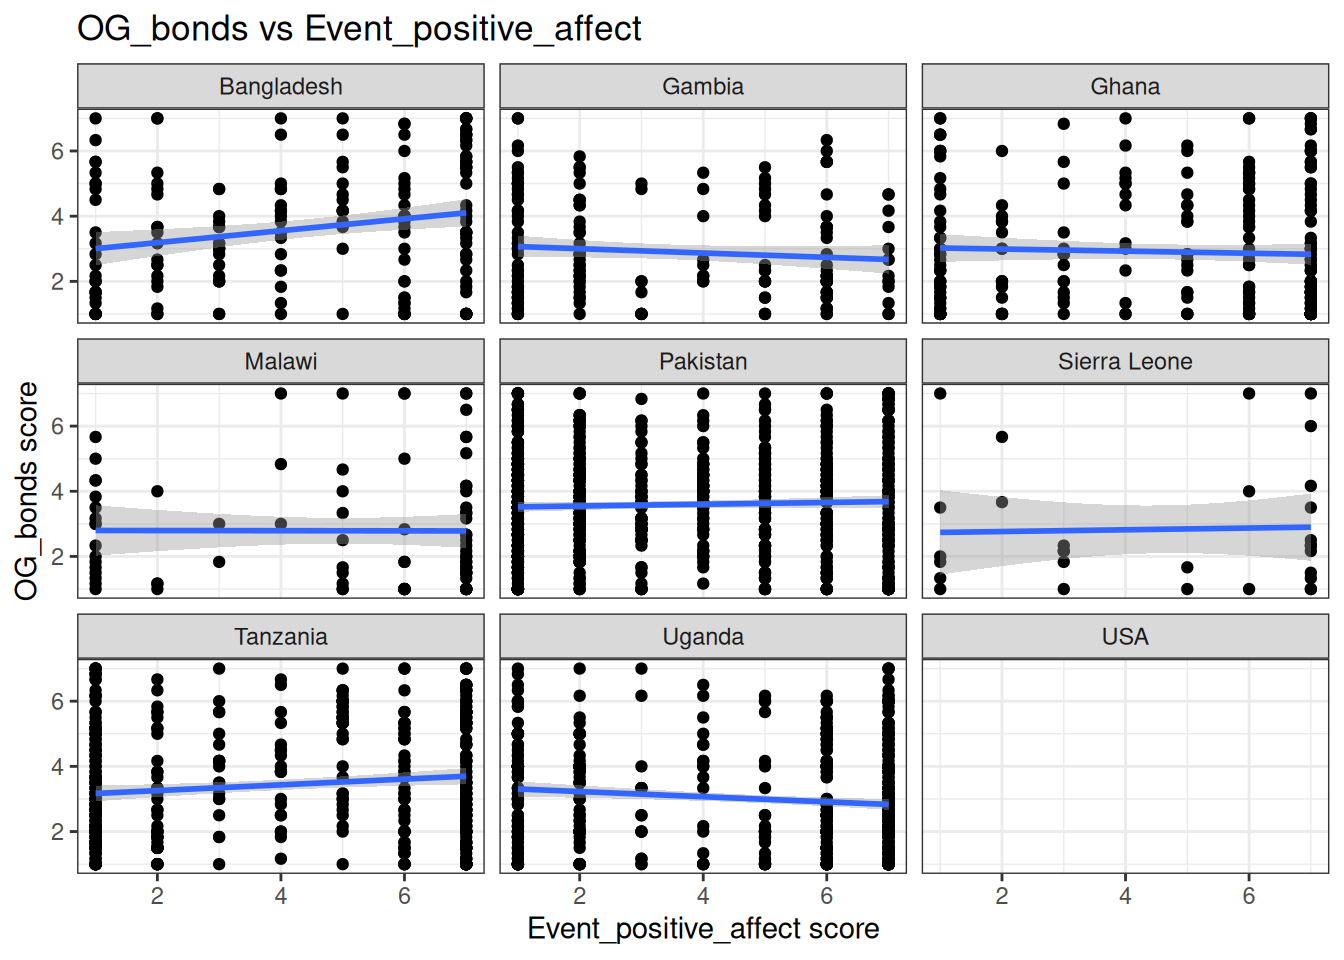 OG_bonds vs Event_positive_affect
Bangladesh
Gambia
Ghana
6
4
2
Malawi
Pakistan
Sierra Leone
6
4
2
OG_bonds score
Tanzania
Uganda
USA
6
4
2
2 4 6
2 4 6
2 4 6
Event_positive_affect score